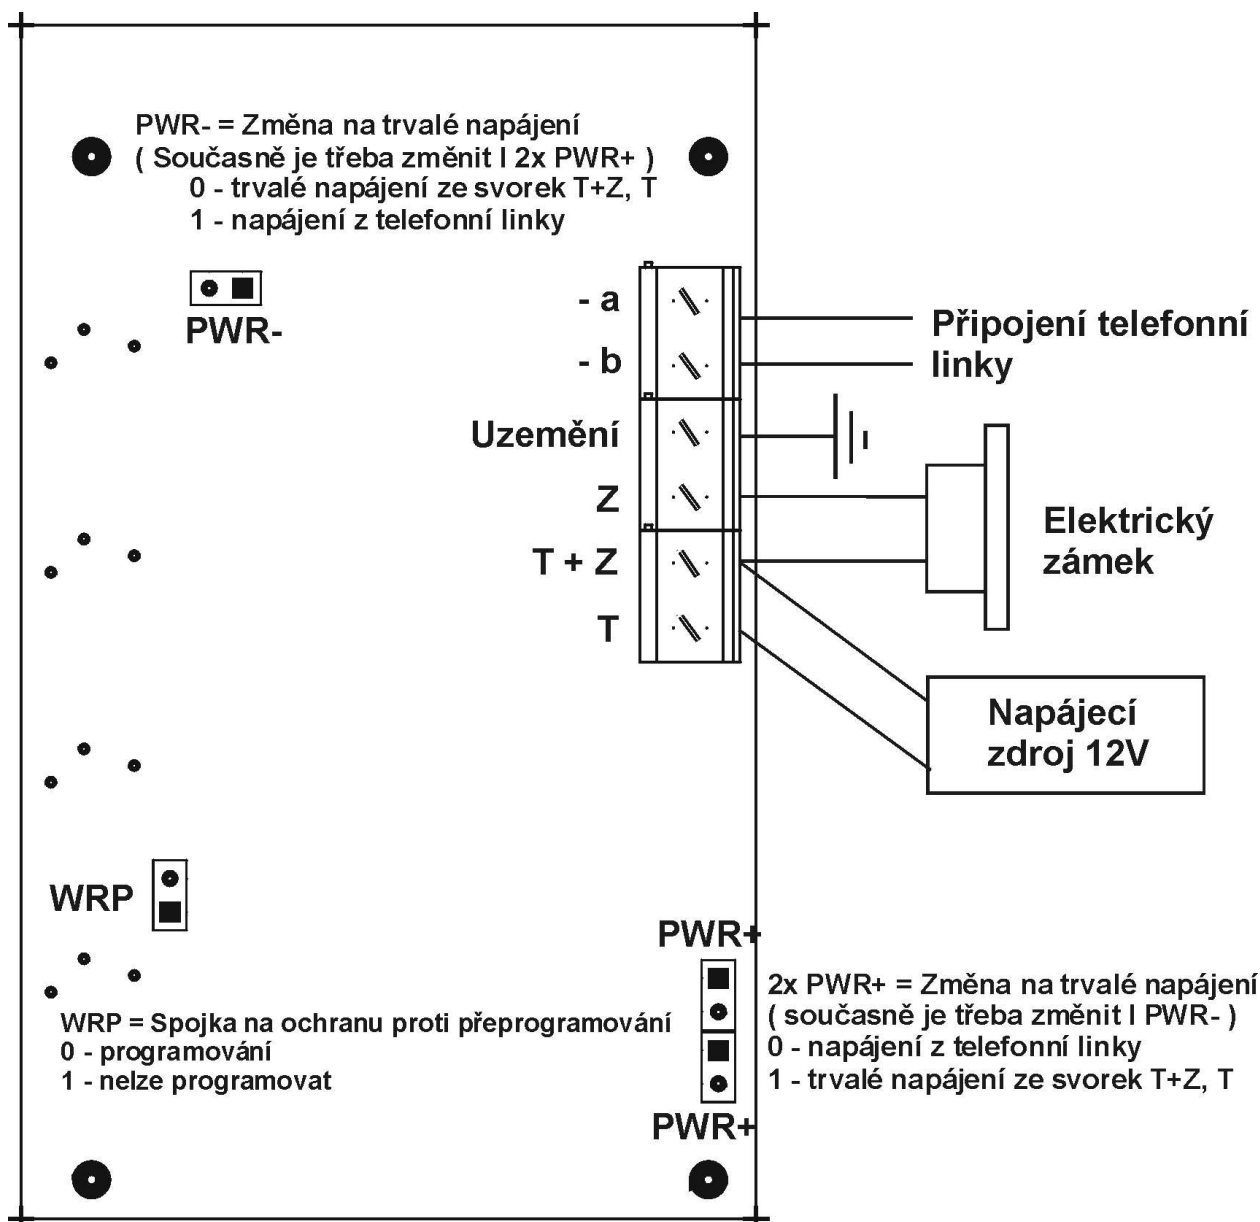 PWR- = Změna na trvalé napájení
( Současně je třeba změnit I 2x PWR+ )
0 - trvalé napájení ze svorek T+Z, T
1 - napájení z telefonní linky
PWR-
- a
- b
Uzemění
Z
T + Z
T
Připojení telefonní
linky
Elektrický
zámek
Napájecí
zdroj 12V
WRP
WRP = Spojka na ochranu proti přeprogramování
0 - programování
1 - nelze programovat
PWR+
2x PWR+ = Změna na trvalé napájení
( současně je třeba změnit I PWR- )
0 - napájení z telefonní linky
1 - trvalé napájení ze svorek T+Z, T
PWR+